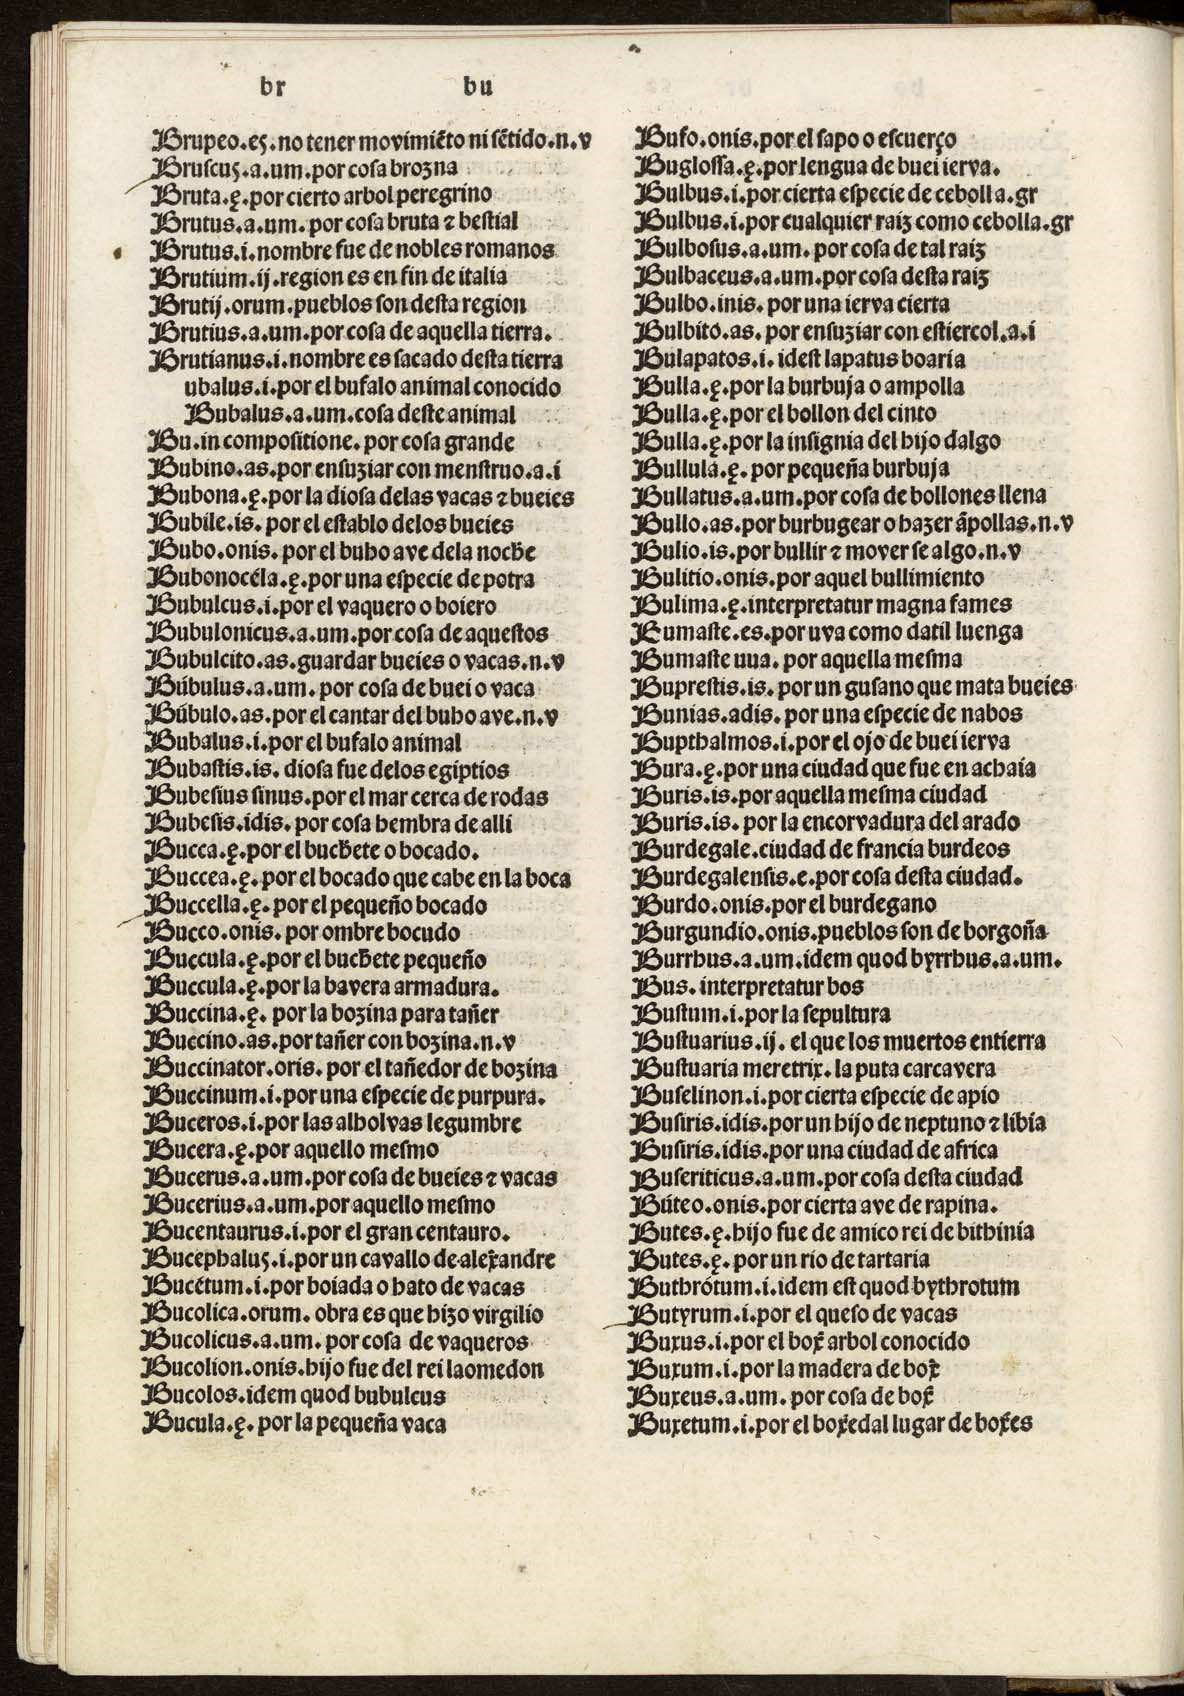 br bu
Brupeo.eꝫ.no tener movimiẽto ni sẽtido.n.v
Bruscuꝫ.a.um.por cosa brozna
Bruta.ę.por cierto arbol peregrino
Brutus.a.um.por cosa bruta ⁊ bestial
Brutus.i.nombre fue de nobles romanos
Brutium.ij.region es en fin de italia
Brutij.orum.pueblos son desta region
Brutius.a.um.por cosa de aquella tierra.
Brutianus.i.nombre es sacado desta tierra
ubalus.i.por el bufalo animal conocido
Bubalus.a.um.cosa deste animal
Bu.in compositione.por cosa grande
Bubino.as.por ensuziar con menstruo.a.i
Bubona.ę.por la diosa delas vacas ⁊ bueies
Bubile.is.por el establo delos bueies
Bubo.onis.por el buho ave dela noche
Bubonocéla.ę.por una especie de potra
Bubulcus.i.por el vaquero o boiero
Bubulonicus.a.um.por cosa de aquestos
Bubulcito.as.guardar bueies o vacas.n.v
Búbulus.a.um.por cosa de buei o vaca
Búbulo.as.por el cantar del buho ave.n.v
Bubalus.i.por el bufalo animal
Bubastis.is.diosa fue delos egiptios
Bubesius sinus.por el mar cerca de rodas
Bubesis.idis.por cosa hembra de alli
Bucca.ę.por el buchete o bocado.
Buccea.ę.por el bocado que cabe en la boca
Buccella.ę.por el pequeño bocado
Bucco.onis.por ombre bocudo
Buccula.ę.por el buchete pequeño
Buccula.ę.por la bavera armadura.
Buccina.ę.por la bozina para tañer
Buccino.as.por tañer con bozina.n.v
Buccinator.oris.por el tañedor de bozina
Buccinum.i.por una especie de purpura.
Buceros.i.por las alholvas legumbre
Bucera.ę.por aquello mesmo
Bucerus.a.um.por cosa de bueies ⁊ vacas
Bucerius.a.um.por aquello mesmo
Bucentaurus.i.por el gran centauro.
Bucephaluꝫ.i.por un cavallo de alex̃andre
Bucétum.i.por boiada o hato de vacas
Bucolica.orum.obra es que hizo virgilio
Bucolicus.a.um.por cosa de vaqueros
Bucolion.onis.hijo fue del rei laomedon
Bucolos.idem quod bubulcus
Bucula.ę.por la pequeña vaca
Bufo.onis.por el sapo o escuerço
Buglossa.ę.por lengua de buei ierva.
Bulbus.i.por cierta especie de cebolla.gr
Bulbus.i.por cualquier raiz como cebolla.gr
Bulbosus.a.um.por cosa de tal raiz
Bulbaceus.a.um.por cosa desta raiz
Bulbo.inis.por una ierva cierta
Bulbito.as.por ensuziar con estiercol.a.i
Bulapatos.i.idest lapatus boaria
Bulla.ę.por la burbuja o ampolla
Bulla.ę.por el bollon del cinto
Bulla.ę.por la insignia del hijo dalgo
Bullula.ę.por pequeña burbuja
Bullatus.a.um.por cosa de bollones llena
Bullo.as.por burbugear o hazer ãpollas.n.v
Bulio.is.por bullir ⁊ mover se algo.n.v
Bulitio.onis.por aquel bullimiento
Bulima.ę.interpretatur magna fames
Eumaste.es.por uva como datil luenga
Bumaste uua.por aquella mesma
Buprestis.is.por un gusano que mata bueies
Bunias.adis.por una especie de nabos
Bupthalmos.i.por el ojo de buei ierva
Bura.ę.por una ciudad que fue en achaia
Buris.is.por aquella mesma ciudad
Buris.is.por la encorvadura del arado
Burdegale.ciudad de francia burdeos
Burdegalensis.e.por cosa desta ciudad.
Burdo.onis.por el burdegano
Burgundio.onis.pueblos son de borgoña
Burrhus.a.um.idem quod byrrhus.a.um.
Bus.interpretatur bos
Bustum.i.por la sepultura
Bustuarius.ij.el que los muertos entierra
Bustuaria meretrix.la puta carcavera
Buselinon.i.por cierta especie de apio
Busiris.idis.por un hijo de neptuno ⁊ libia
Busiris.idis.por una ciudad de africa
Buseriticus.a.um.por cosa desta ciudad
Búteo.onis.por cierta ave de rapina.
Butes.ę.hijo fue de amico rei de bithinia
Butes.ę.por un rio de tartaria
Buthrótum.i.idem est quod bythrotum
Butyrum.i.por el queso de vacas
Buxus.i.por el box̃ arbol conocido
Buxum.i.por la madera de box̃
Buxeus.a.um.por cosa de box̃
Buxetum.i.por el box̃edal lugar de box̃es